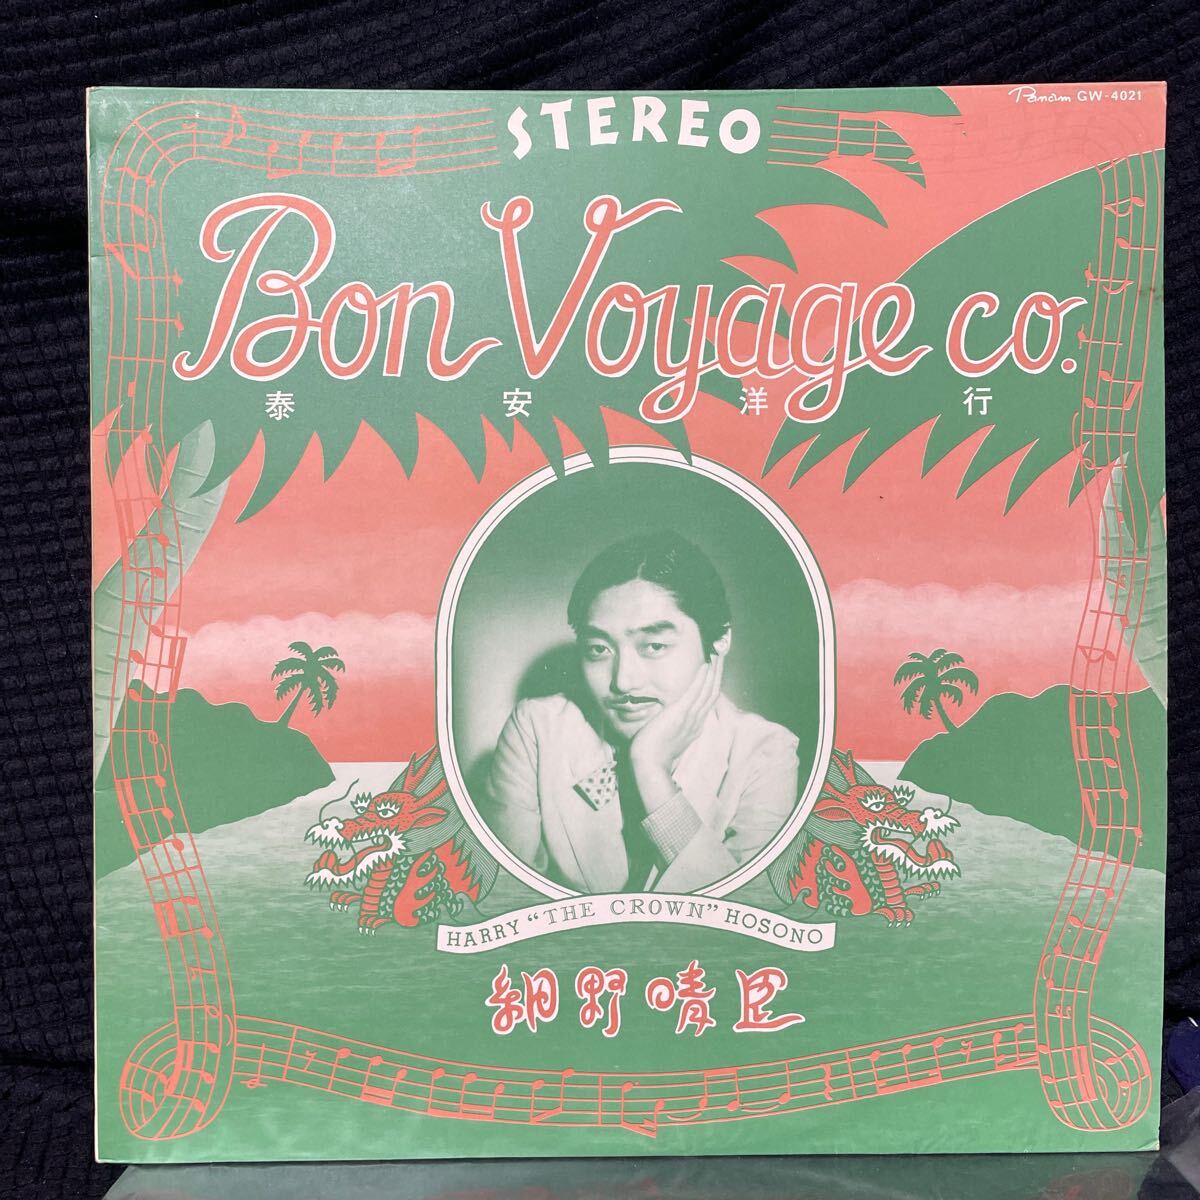 Panam GW-4021
STEREO
Bon Voyage co.
泰安洋行
HARRY "THE CROWN" HOSONO
細野晴臣